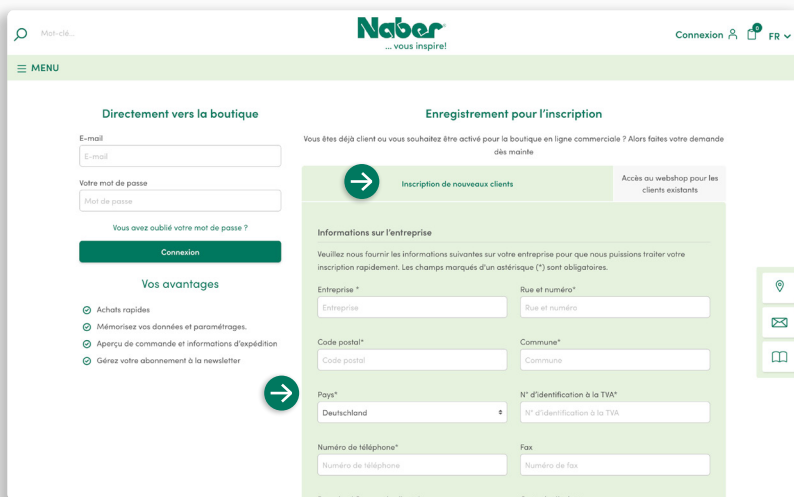 Mot-clé...
Naber
... vous inspire!
Connexion
0
FR
MENU
Directement vers la boutique
E-mail
E-mail
Votre mot de passe
Mot de passe
Vous avez oublié votre mot de passe ?
Connexion
Vos avantages
Achats rapides
Mémorisez vos données et paramétrages.
Aperçu de commande et informations d'expédition
Gérez votre abonnement à la newsletter
Enregistrement pour l'inscription
Vous êtes déjà client ou vous souhaitez être activé pour la boutique en ligne commerciale ? Alors faites votre demande
dès mainte
Inscription de nouveaux clients
Accès au webshop pour les
clients existants
Informations sur l'entreprise
Veuillez nous fournir les informations suivantes sur votre entreprise pour que nous puissions traiter votre
inscription rapidement. Les champs marqués d'un astérisque (*) sont obligatoires.
Entreprise *
Rue et numéro*
Entreprise
Rue et numéro
Code postal*
Commune*
Code postal
Commune
Pays*
N° d'identification à la TVA*
Deutschland
N° d'identification à la TVA
Numéro de téléphone*
Fax
Numéro de téléphone
Numéro de fax